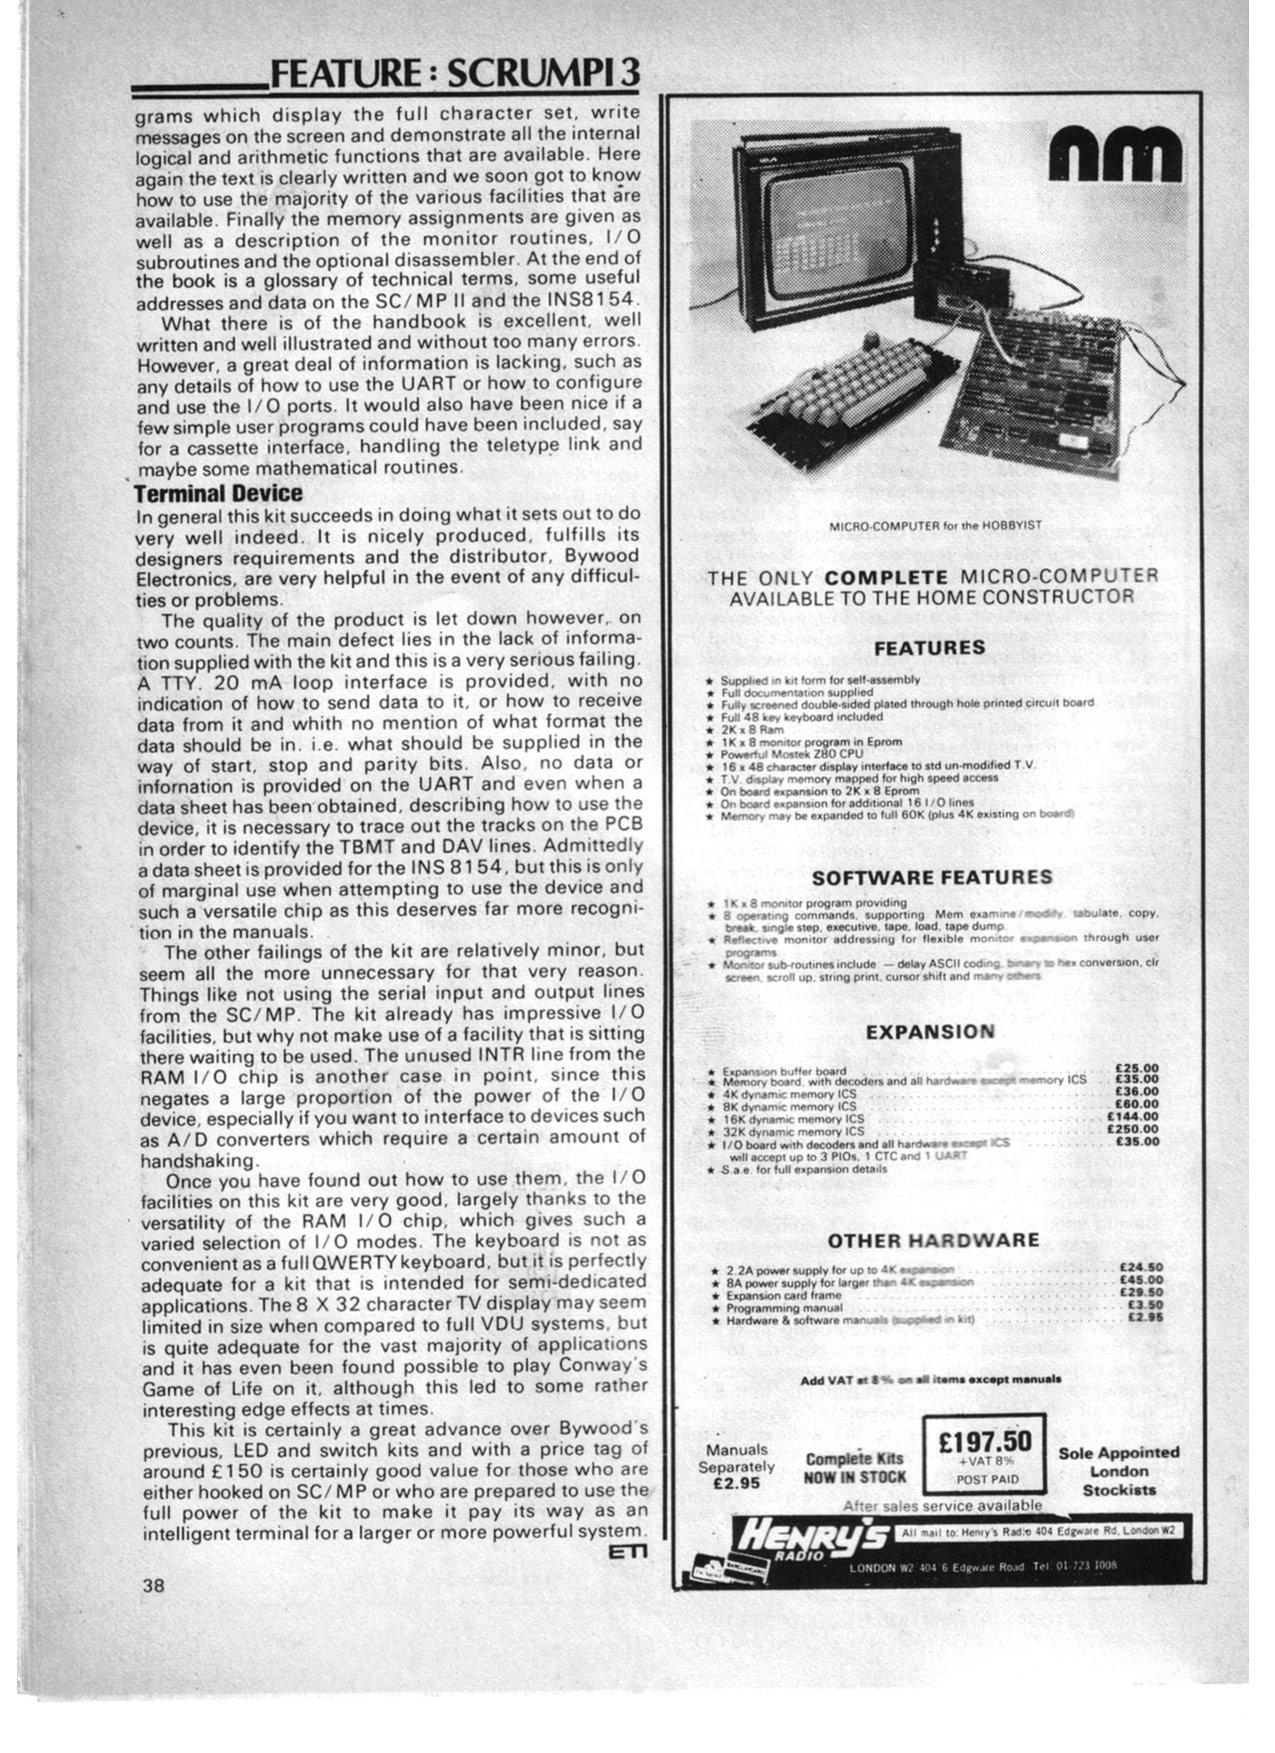 FEATURE: SCRUMPI 3
grams which display the full character set, write
messages on the screen and demonstrate all the internal
logical and arithmetic functions that are available. Here
again the text is clearly written and we soon got to know
how to use the majority of the various facilities that are
available. Finally the memory assignments are given as
well as a description of the monitor routines, I/O
subroutines and the optional disassembler. At the end of
the book is a glossary of technical terms, some useful
addresses and data on the SC/MP II and the INS8154.
What there is of the handbook is excellent, well
written and well illustrated and without too many errors.
However, a great deal of information is lacking, such as
any details of how to use the UART or how to configure
and use the I/O ports. It would also have been nice if a
few simple user programs could have been included, say
for a cassette interface, handling the teletype link and
maybe some mathematical routines.
Terminal Device
In general this kit succeeds in doing what it sets out to do
very well indeed. It is nicely produced, fulfills its
designers requirements and the distributor, Bywood
Electronics, are very helpful in the event of any difficul-
ties or problems.
The quality of the product is let down however, on
two counts. The main defect lies in the lack of informa-
tion supplied with the kit and this is a very serious failing.
A TTY. 20 mA loop interface is provided, with no
indication of how to send data to it, or how to receive
data from it and whith no mention of what format the
data should be in. i.e. what should be supplied in the
way of start, stop and parity bits. Also, no data or
infornation is provided on the UART and even when a
data sheet has been obtained, describing how to use the
device, it is necessary to trace out the tracks on the PCB
in order to identify the TBMT and DAV lines. Admittedly
a data sheet is provided for the INS 8154, but this is only
of marginal use when attempting to use the device and
such a versatile chip as this deserves far more recogni-
tion in the manuals.
The other failings of the kit are relatively minor, but
seem all the more unnecessary for that very reason.
Things like not using the serial input and output lines
from the SC/MP. The kit already has impressive I/O
facilities, but why not make use of a facility that is sitting
there waiting to be used. The unused INTR line from the
RAM I/O chip is another case in point, since this
negates a large proportion of the power of the I/O
device, especially if you want to interface to devices such
as A/D converters which require a certain amount of
handshaking.
Once you have found out how to use them, the I/O
facilities on this kit are very good, largely thanks to the
versatility of the RAM I/O chip, which gives such a
varied selection of I/O modes. The keyboard is not as
convenient as a full QWERTY keyboard, but it is perfectly
adequate for a kit that is intended for semi-dedicated
applications. The 8 X 32 character TV display may seem
limited in size when compared to full VDU systems, but
is quite adequate for the vast majority of applications
and it has even been found possible to play Conway's
Game of Life on it, although this led to some rather
interesting edge effects at times.
This kit is certainly a great advance over Bywood's
previous, LED and switch kits and with a price tag of
around £150 is certainly good value for those who are
either hooked on SC/MP or who are prepared to use the
full power of the kit to make it pay its way as an
intelligent terminal for a larger or more powerful system.
ETI
38
nm
MICRO-COMPUTER for the HOBBYIST
THE ONLY COMPLETE MICRO-COMPUTER
AVAILABLE TO THE HOME CONSTRUCTOR
FEATURES
★ Supplied in kit form for self-assembly
★ Full documentation supplied
★ Fully screened double-sided plated through hole printed circuit board
★ Full 48 key keyboard included
★ 2K x 8 Ram
★ 1K x 8 monitor program in Eprom
★ Powerful Mostek Z80 CPU
★ 16 x 48 character display interface to std un-modified T.V.
★ T.V. display memory mapped for high speed access
★ On board expansion to 2K x 8 Eprom
★ On board expansion for additional 16 I/O lines
★ Memory may be expanded to full 60K (plus 4K existing on board)
SOFTWARE FEATURES
★ 1K x 8 monitor program providing
★ 8 operating commands, supporting Mem examine/modify, tabulate, copy,
break, single step, executive, tape, load, tape dump.
★ Reflective monitor addressing for flexible monitor expansion through user
programs
★ Monitor sub-routines include — delay ASCII coding, binary to hex conversion, clr
screen, scroll up, string print, cursor shift and many others.
EXPANSION
★ Expansion buffer board £25.00
★ Memory board, with decoders and all hardware except memory ICS £35.00
★ 4K dynamic memory ICS £36.00
★ 8K dynamic memory ICS £60.00
★ 16K dynamic memory ICS £144.00
★ 32K dynamic memory ICS £250.00
★ I/O board with decoders and all hardware except ICS £35.00
will accept up to 3 PIOs, 1 CTC and 1 UART
★ S.a.e. for full expansion details
OTHER HARDWARE
★ 2.2A power supply for up to 4K expansion £24.50
★ 8A power supply for larger than 4K expansion £45.00
★ Expansion card frame £29.50
★ Programming manual £3.50
★ Hardware & software manuals (supplied in kit) £2.95
Add VAT at 8% on all items except manuals
Manuals
Separately
£2.95
Complete Kits
NOW IN STOCK
£197.50
+VAT 8%
POST PAID
Sole Appointed
London
Stockists
After sales service available
HENRY'S
RADIO
All mail to: Henry's Radio 404 Edgware Rd, London W2
LONDON W2 404 6 Edgware Road Tel: 01 723 1008